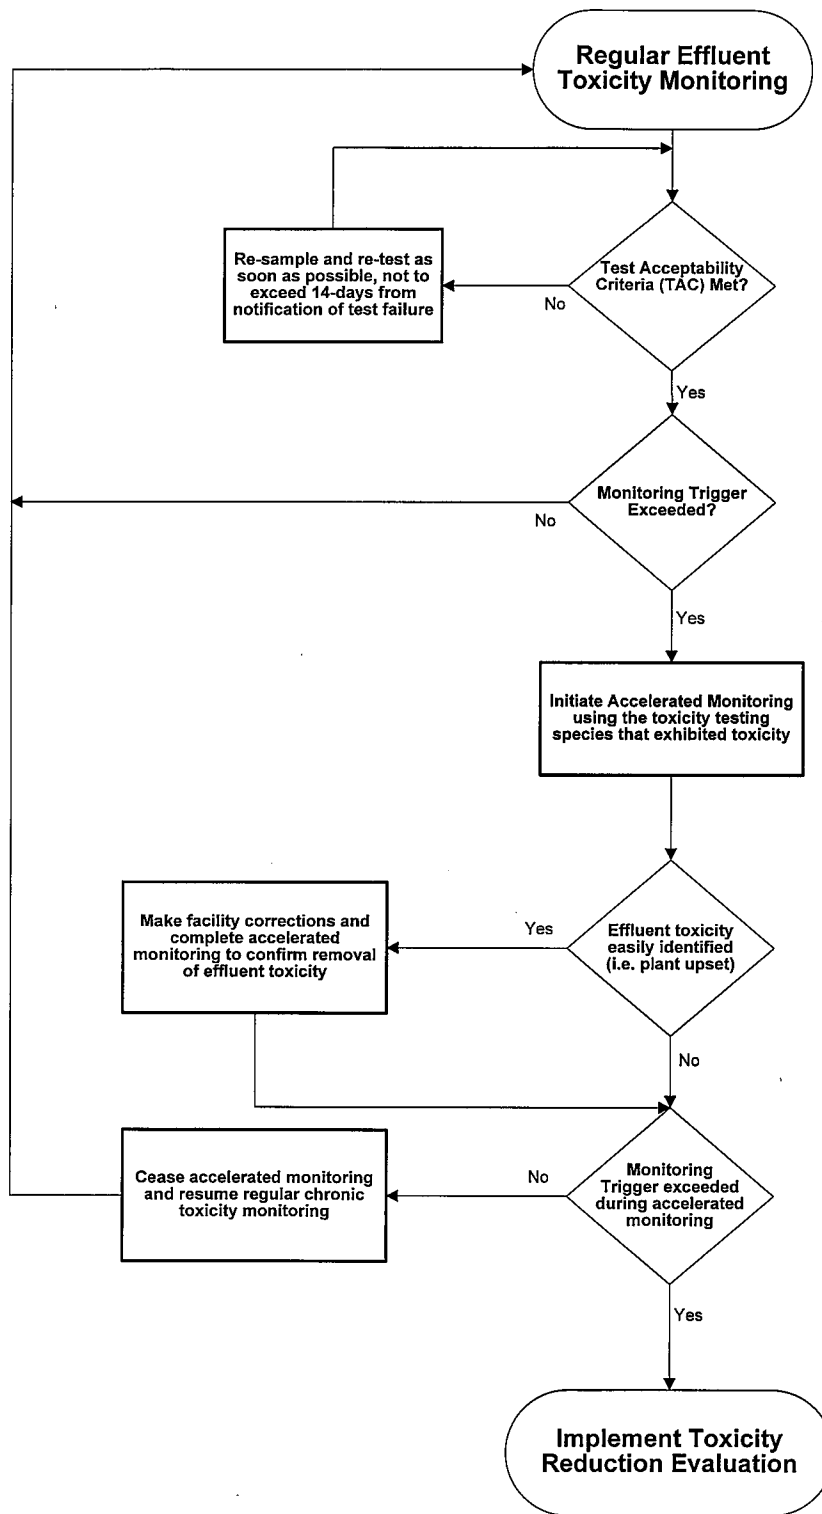 Regular Effluent
Toxicity Monitoring
Re-sample and re-test as
soon as possible, not to
exceed 14-days from
notification of test failure
Test Acceptability
Criteria (TAC) Met?
No
Yes
Monitoring Trigger
Exceeded?
No
Yes
Initiate Accelerated Monitoring
using the toxicity testing
species that exhibited toxicity
Make facility corrections and
complete accelerated
monitoring to confirm removal
of effluent toxicity
Yes
Effluent toxicity
easily identified
(i.e. plant upset)
No
Cease accelerated monitoring
and resume regular chronic
toxicity monitoring
No
Monitoring
Trigger exceeded
during accelerated
monitoring
Yes
Implement Toxicity
Reduction Evaluation